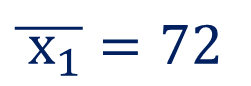 x̅₁ = 72